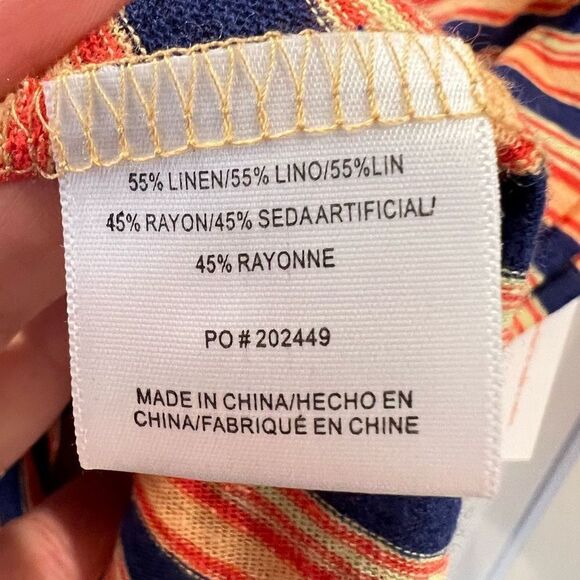 55% LINEN/55% LINO/55%LIN
45% RAYON/45% SEDAARTIFICIAL/
45% RAYONNE
PO # 202449
MADE IN CHINA/HECHO EN
CHINA/FABRIQUÉ EN CHINE